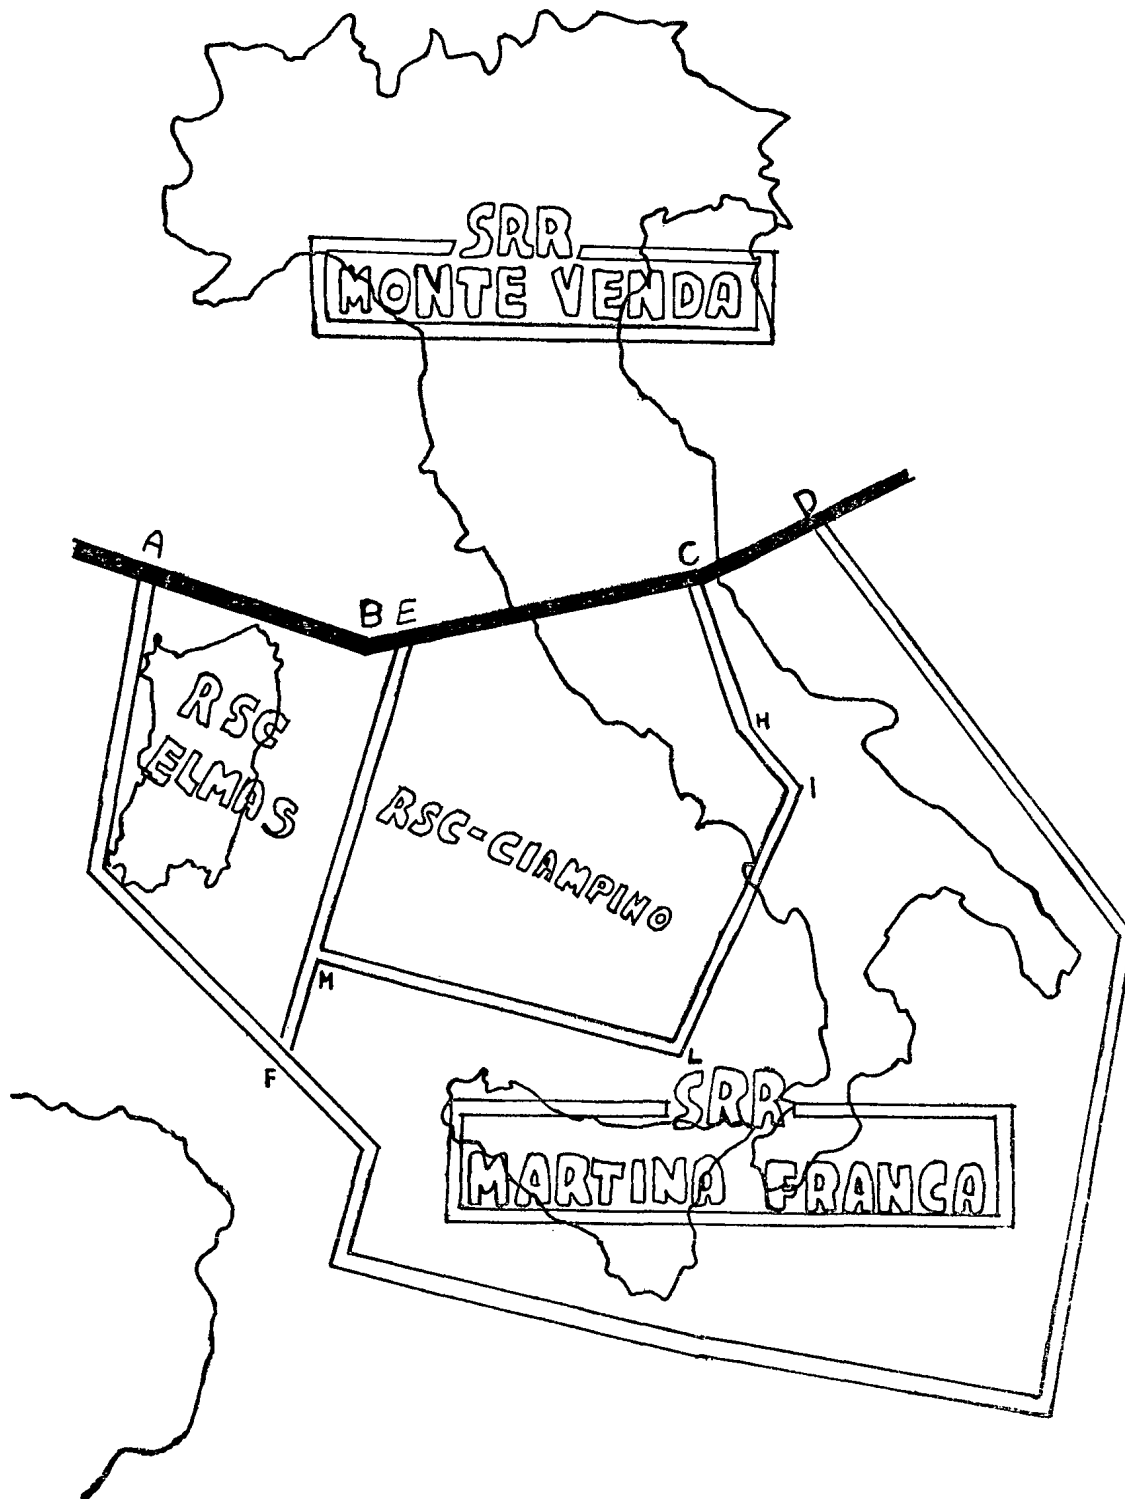 SRR
MONTE VENDA
D
A
C
B E
RSC
ELMAS
H
I
RSC-CIAMPINO
M
L
F
SRR
MARTINA FRANCA